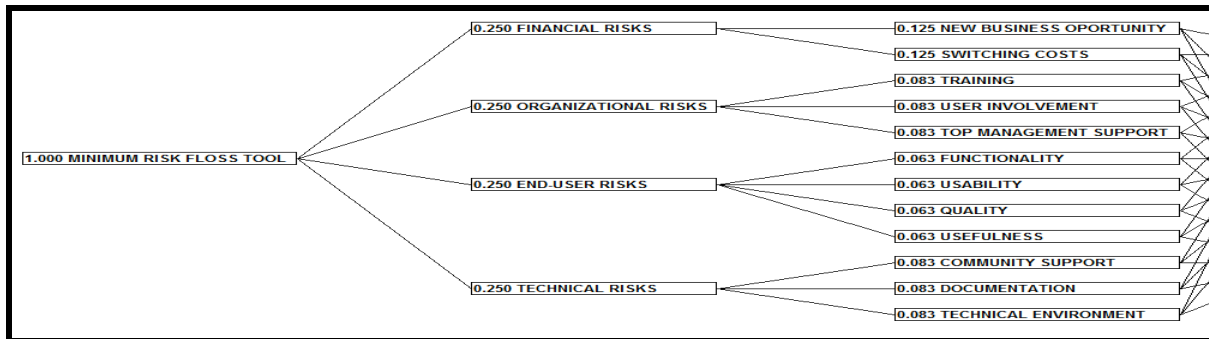 1.000 MINIMUM RISK FLOSS TOOL
0.250 FINANCIAL RISKS
0.250 ORGANIZATIONAL RISKS
0.250 END-USER RISKS
0.250 TECHNICAL RISKS
0.125 NEW BUSINESS OPORTUNITY
0.125 SWITCHING COSTS
0.083 TRAINING
0.083 USER INVOLVEMENT
0.083 TOP MANAGEMENT SUPPORT
0.063 FUNCTIONALITY
0.063 USABILITY
0.063 QUALITY
0.063 USEFULNESS
0.083 COMMUNITY SUPPORT
0.083 DOCUMENTATION
0.083 TECHNICAL ENVIRONMENT